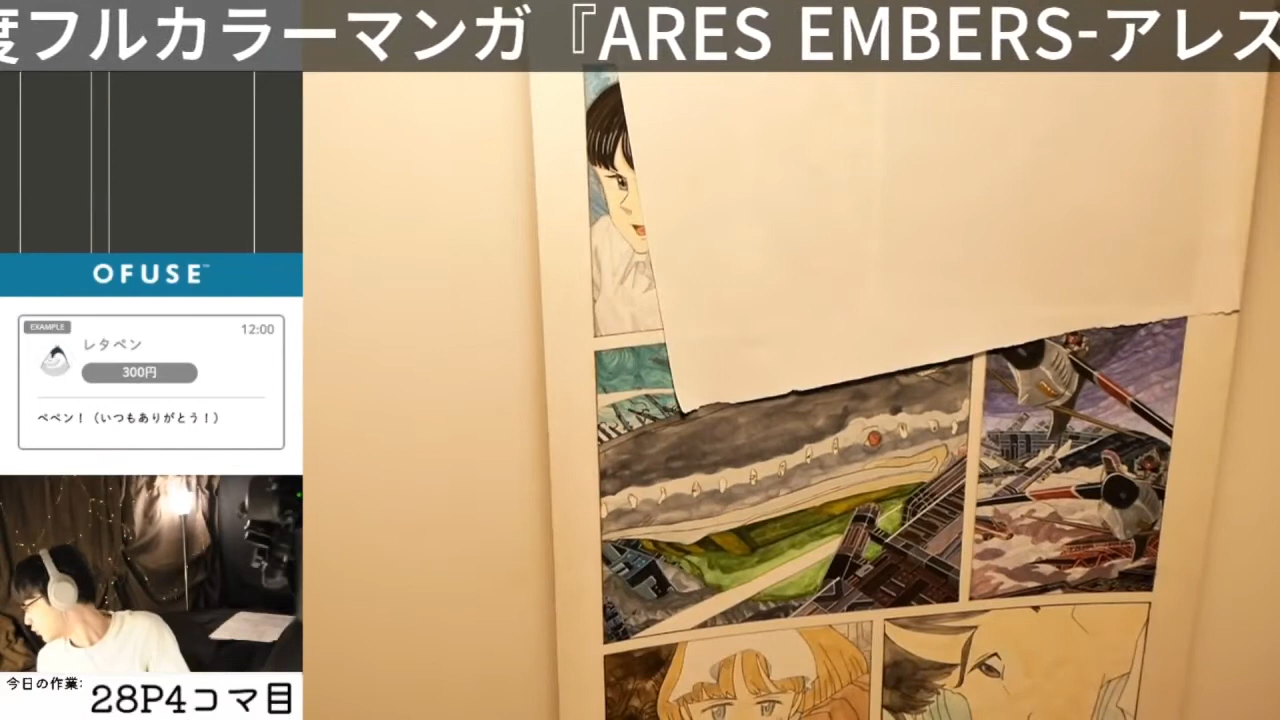 度フルカラーマンガ『ARES EMBERS-アレス
OFUSE™
EXAMPLE
12:00
レタペン
300円
ペペン！（いつもありがとう！）
今日の作業:
28P4コマ目